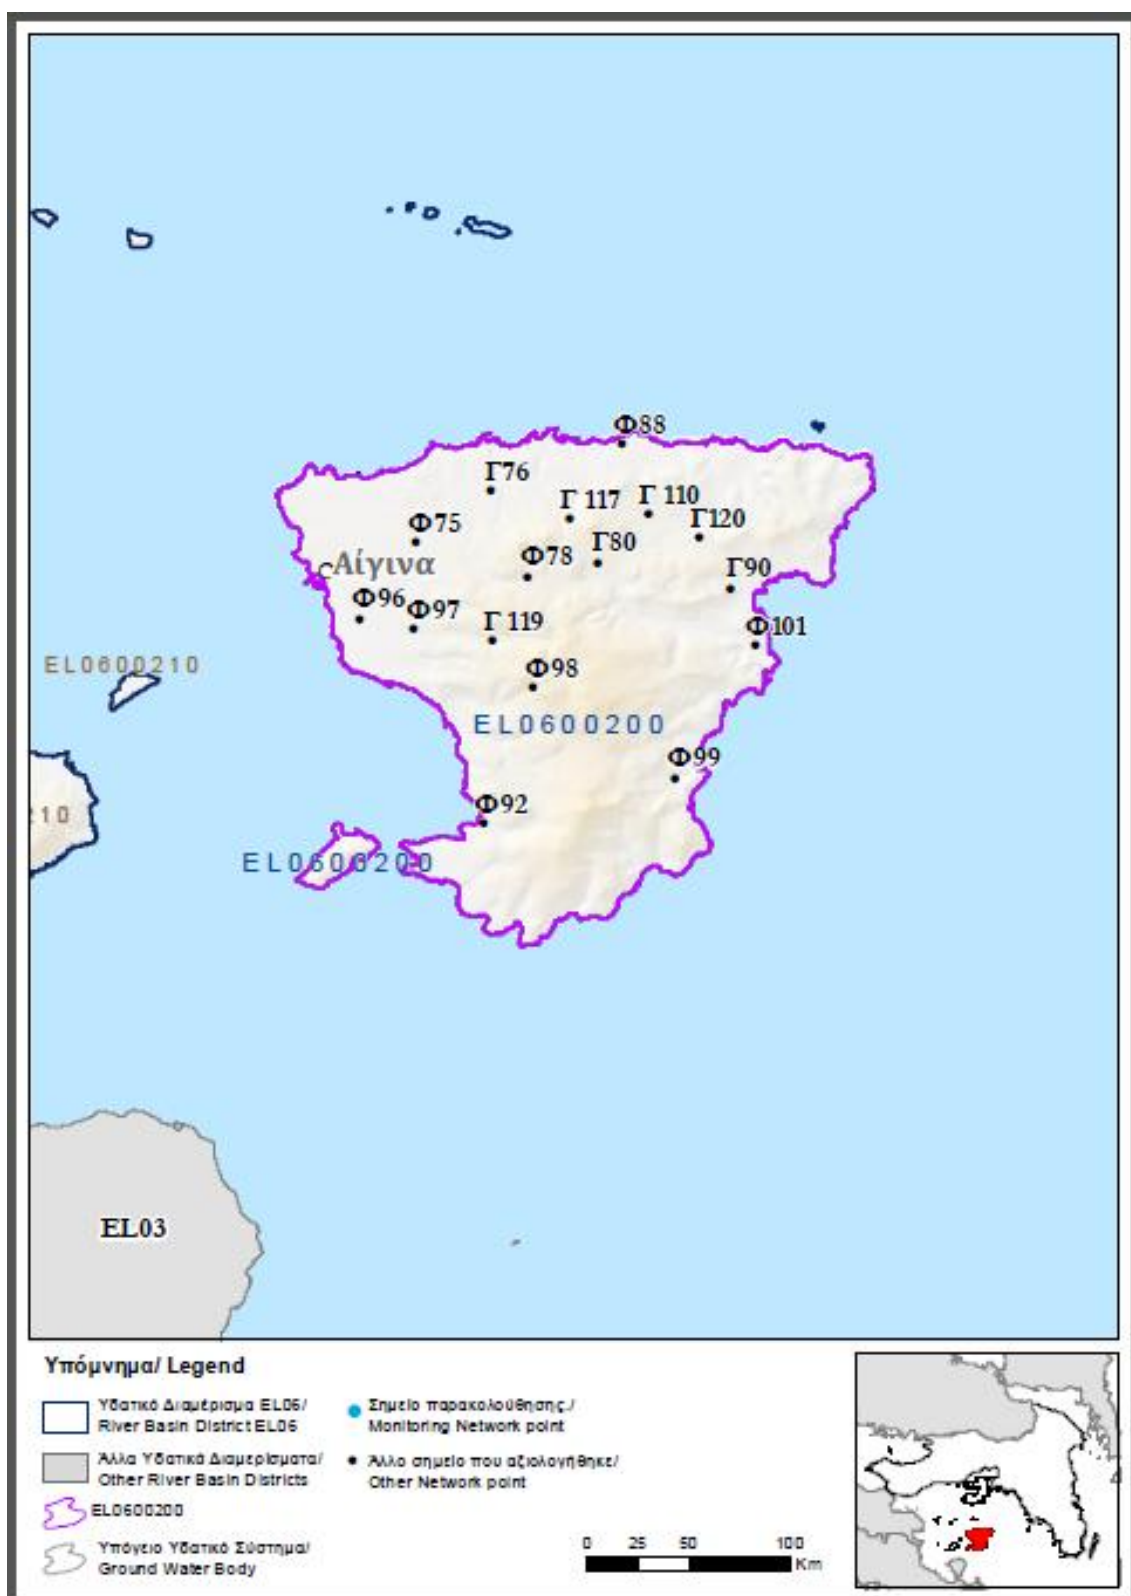 Φ88
Γ76
Γ 117
Γ 110
Φ75
Γ120
Φ78
Γ80
Αίγινα
Γ90
Φ96
Φ97
Γ 119
Φ101
EL0600210
Φ98
EL0600200
Φ99
Φ92
210
EL0600200
EL03
Υπόμνημα/ Legend
Υδατικό Διαμέρισμα EL06/
River Basin District EL06
Σημείο παρακολούθησης./
Monitoring Network point
Άλλα Υδατικά Διαμερίσματα/
Other River Basin Districts
Άλλο σημείο που αξιολογήθηκε/
Other Network point
EL0600200
Υπόγειο Υδατικό Σύστημα/
Ground Water Body
0 25 50 100
Km